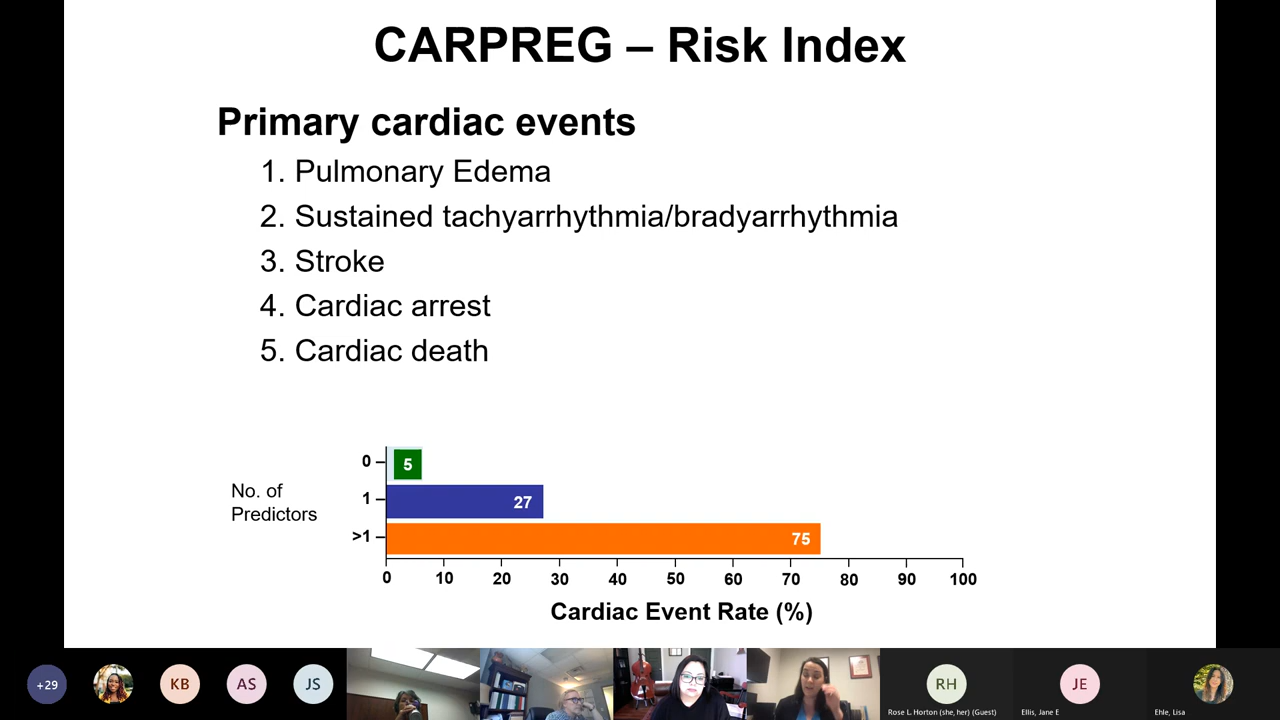 CARPREG – Risk Index
Primary cardiac events
1. Pulmonary Edema
2. Sustained tachyarrhythmia/bradyarrhythmia
3. Stroke
4. Cardiac arrest
5. Cardiac death
No. of
Predictors
0
5
1
27
>1
75
0 10 20 30 40 50 60 70 80 90 100
Cardiac Event Rate (%)
+29
KB
AS
JS
RH
Rose L. Horton (she, her) (Guest)
JE
Ellis, Jane E
Ehle, Lisa